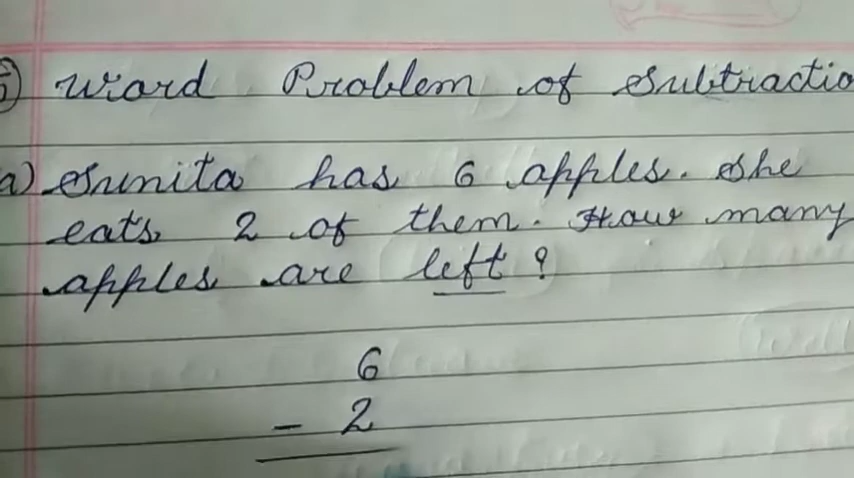 Word Problem of Subtractio
a) Sunita has 6 apples. She
eats 2 of them. How many
apples are left?
6
- 2